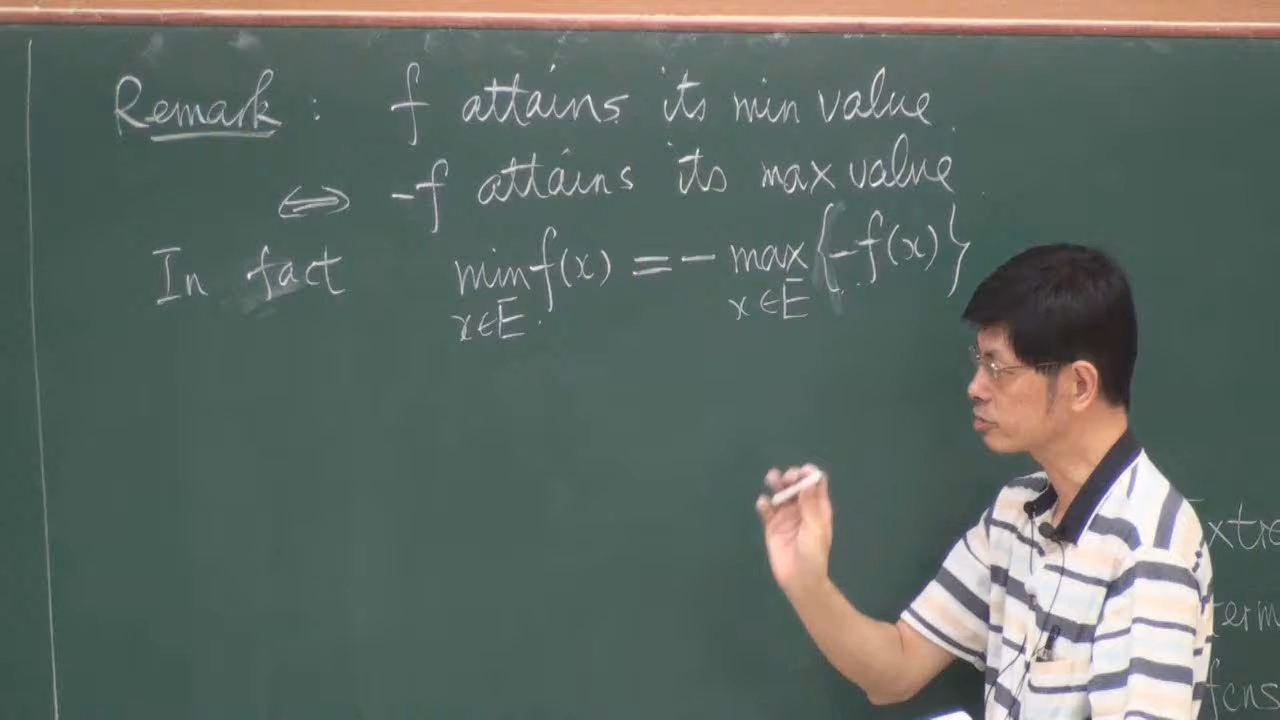 Remark : f attains its min value.
⇔ -f attains its max value.
In fact min f(x) = - max {-f(x)}
x∈E. x∈E